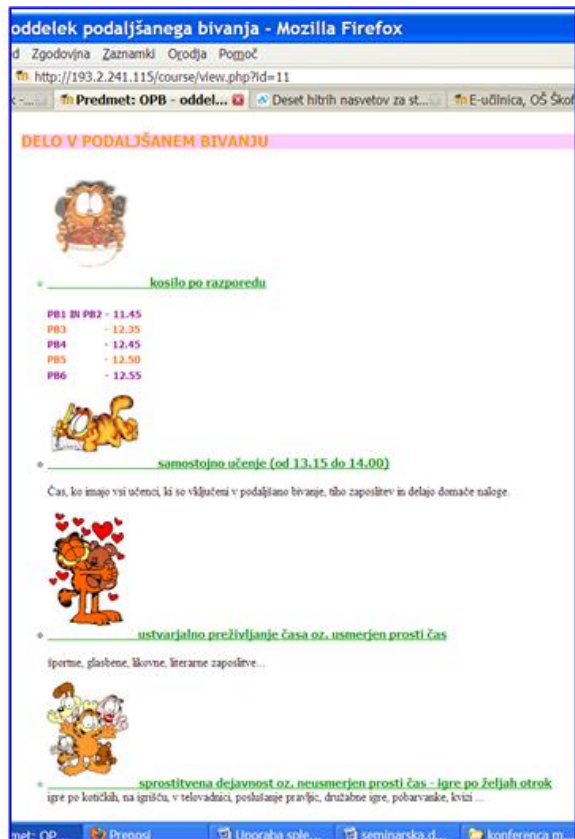 oddelek podaljšanega bivanja - Mozilla Firefox
d Zgodovina Zaznamki Orodja Pomoč
http://193.2.241.115/course/view.php?id=11
Predmet: OPB - oddel... Deset hitrih nasvetov za st... E-učilnica, OŠ Škof
DELO V PODALJŠANEM BIVANJU
kosilo po razporedu
PB1 IN PB2 - 11.45
PB3 - 12.35
PB4 - 12.45
PB5 - 12.50
PB6 - 12.55
samostojno učenje (od 13.15 do 14.00)
Čas, ko imajo vsi učenci, ki so vključeni v podaljšano bivanje, tiho zaposlitev in delajo domače naloge.
ustvarjalno preživljanje časa oz. usmerjen prosti čas
športne, glasbene, likovne, literarne zaposlitve...
sprostitvena dejavnost oz. neusmerjen prosti čas - igre po željah otrok
igre po kotičkih, na igrišču, v telovadnici, poslušanje pravljic, družabne igre, pobarvanke, kvizi ...
met: OP... Prenosi Uporaba sple... seminarska d... konferenca m...